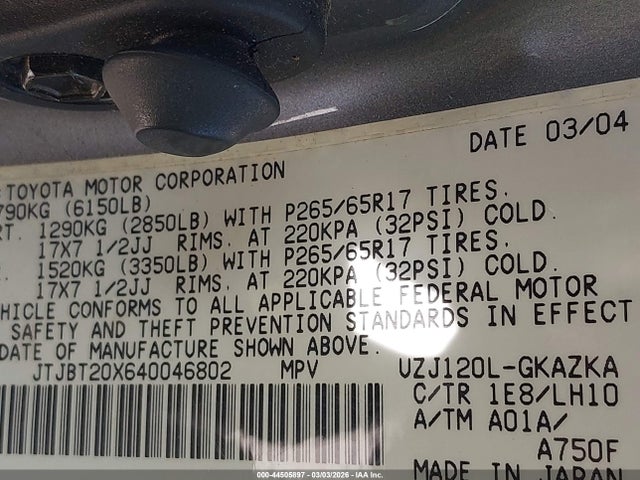 DATE 03/04
TOYOTA MOTOR CORPORATION
790KG (6150LB)
RT. 1290KG (2850LB) WITH P265/65R17 TIRES.
17X7 1/2JJ RIMS. AT 220KPA (32PSI) COLD.
1520KG (3350LB) WITH P265/65R17 TIRES.
17X7 1/2JJ RIMS. AT 220KPA (32PSI) COLD.
VEHICLE CONFORMS TO ALL APPLICABLE FEDERAL MOTOR
SAFETY AND THEFT PREVENTION STANDARDS IN EFFECT
DATE OF MANUFACTURE SHOWN ABOVE.
JTJBT20X640046802 MPV UZJ120L-GKAZKA
C/TR 1E8/LH10
A/TM A01A/
A750F
MADE IN JAPAN
000-44505897 - 03/03/2026 - IAA Inc.